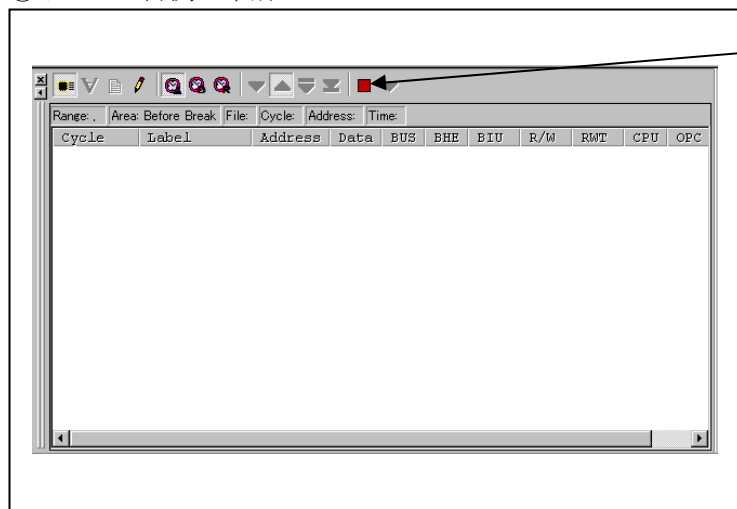 Range: , Area: Before Break File: Cycle: Address: Time:
Cycle Label Address Data BUS BHE BIU R/W RWT CPU OPC